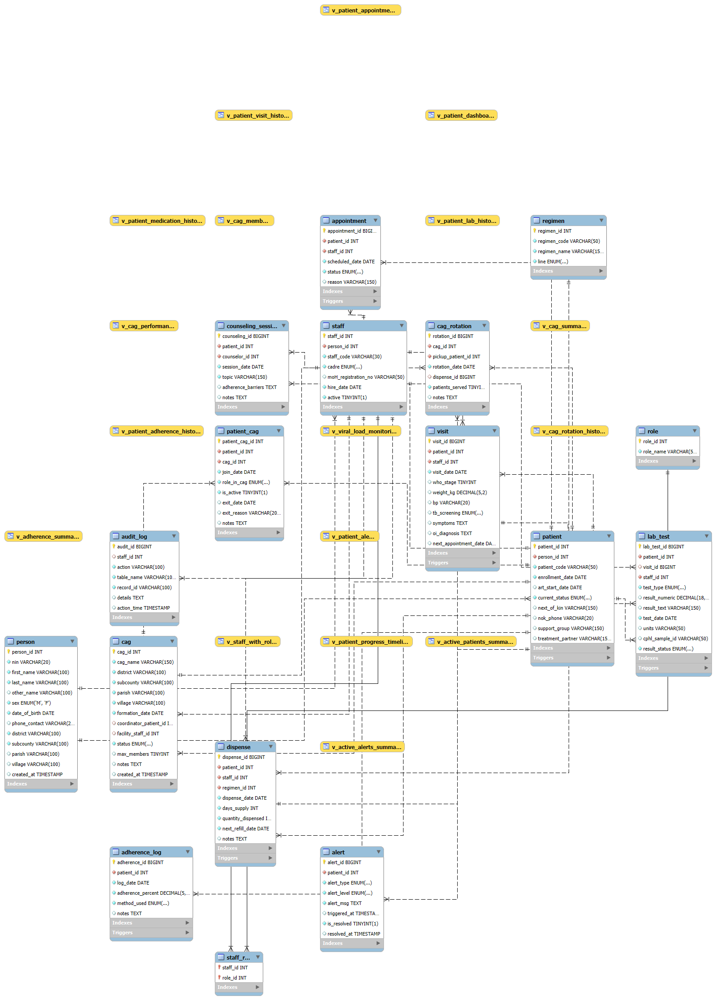 v_patient_appointme...
v_patient_visit_histo...
v_patient_dashboa...
v_patient_medication_histo...
v_cag_memb...
appointment
appointment_id BIGI...
patient_id INT
staff_id INT
scheduled_date DATE
status ENUM(...)
reason VARCHAR(150)
Indexes
Triggers
v_patient_lab_histo...
regimen
regimen_id INT
regimen_code VARCHAR(50)
regimen_name VARCHAR(15...
line ENUM(...)
Indexes
v_cag_performan...
counseling_sessi...
counseling_id BIGINT
patient_id INT
counselor_id INT
session_date DATE
topic VARCHAR(150)
adherence_barriers TEXT
notes TEXT
Indexes
staff
staff_id INT
person_id INT
staff_code VARCHAR(30)
cadre ENUM(...)
moH_registration_no VARCHAR(50)
hire_date DATE
active TINYINT(1)
Indexes
cag_rotation
rotation_id BIGINT
cag_id INT
pickup_patient_id INT
rotation_date DATE
dispense_id BIGINT
patients_served TINYI...
notes TEXT
Indexes
v_cag_summa...
v_patient_adherence_histo...
patient_cag
patient_cag_id INT
patient_id INT
cag_id INT
join_date DATE
role_in_cag ENUM(...)
is_active TINYINT(1)
exit_date DATE
exit_reason VARCHAR(20...
notes TEXT
Indexes
v_viral_load_monitori...
visit
visit_id BIGINT
patient_id INT
staff_id INT
visit_date DATE
who_stage TINYINT
weight_kg DECIMAL(5,2)
bp VARCHAR(20)
tb_screening ENUM(...)
symptoms TEXT
oi_diagnosis TEXT
next_appointment_date DA...
Indexes
Triggers
v_cag_rotation_histo...
role
role_id INT
role_name VARCHAR(5...
Indexes
v_adherence_summa...
audit_log
audit_id BIGINT
staff_id INT
action VARCHAR(100)
table_name VARCHAR(10...
record_id VARCHAR(100)
details TEXT
action_time TIMESTAMP
Indexes
v_patient_ale...
patient
patient_id INT
person_id INT
patient_code VARCHAR(50)
enrollment_date DATE
art_start_date DATE
current_status ENUM(...)
next_of_kin VARCHAR(150)
nok_phone VARCHAR(20)
support_group VARCHAR(150)
treatment_partner VARCHAR(15...
Indexes
Triggers
lab_test
lab_test_id BIGINT
patient_id INT
visit_id BIGINT
staff_id INT
test_type ENUM(...)
result_numeric DECIMAL(18,...
result_text VARCHAR(150)
test_date DATE
units VARCHAR(50)
cphl_sample_id VARCHAR(50)
result_status ENUM(...)
Indexes
Triggers
person
person_id INT
nin VARCHAR(20)
first_name VARCHAR(100)
last_name VARCHAR(100)
other_name VARCHAR(100)
sex ENUM('M', 'F')
date_of_birth DATE
phone_contact VARCHAR(2...
district VARCHAR(100)
subcounty VARCHAR(100)
parish VARCHAR(100)
village VARCHAR(100)
created_at TIMESTAMP
Indexes
cag
cag_id INT
cag_name VARCHAR(150)
district VARCHAR(100)
subcounty VARCHAR(100)
parish VARCHAR(100)
village VARCHAR(100)
formation_date DATE
coordinator_patient_id I...
facility_staff_id INT
status ENUM(...)
max_members TINYINT
notes TEXT
created_at TIMESTAMP
Indexes
v_staff_with_rol...
v_patient_progress_timeli...
v_active_patients_summa...
dispense
dispense_id BIGINT
patient_id INT
staff_id INT
regimen_id INT
dispense_date DATE
days_supply INT
quantity_dispensed I...
next_refill_date DATE
notes TEXT
Indexes
Triggers
v_active_alerts_summa...
adherence_log
adherence_id BIGINT
patient_id INT
log_date DATE
adherence_percent DECIMAL(5,...
method_used ENUM(...)
notes TEXT
Indexes
Triggers
alert
alert_id BIGINT
patient_id INT
alert_type ENUM(...)
alert_level ENUM(...)
alert_msg TEXT
triggered_at TIMESTA...
is_resolved TINYINT(1)
resolved_at TIMESTAMP
Indexes
staff_r...
staff_id INT
role_id INT
Indexes